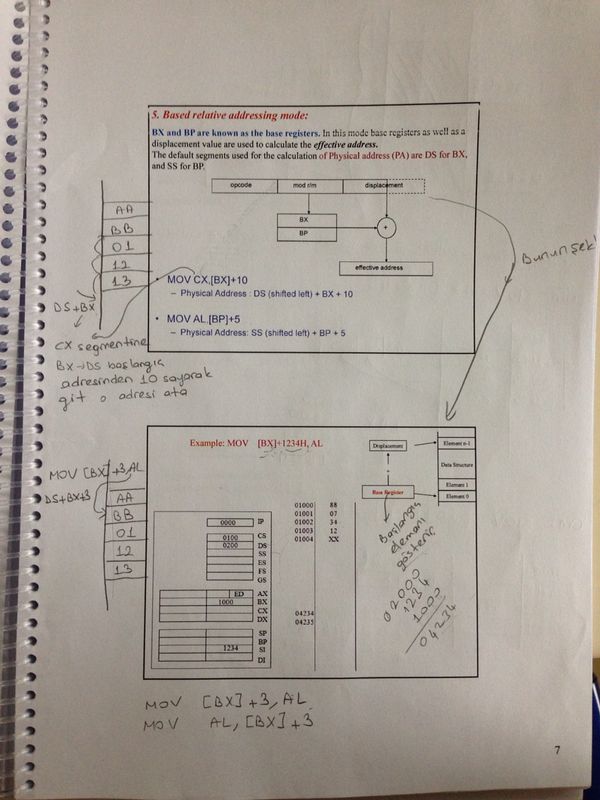 5. Based relative addressing mode:
BX and BP are known as the base registers. In this mode base registers as well as a
displacement value are used to calculate the effective address.
The default segments used for the calculation of Physical address (PA) are DS for BX,
and SS for BP.
opcode mod r/m displacement
BX
BP
+
effective address
• MOV CX,[BX]+10
– Physical Address : DS (shifted left) + BX + 10
• MOV AL,[BP]+5
– Physical Address: SS (shifted left) + BP + 5
AA
BB
01
12
13
DS+BX
CX segmentine
BX→DS başlangıç
adresinden 10 sayarak
git o adresi ata
Bunun şekl
Example: MOV [BX]+1234H, AL
Displacement
Base Register
Element n-1
Data Structure
Element 1
Element 0
MOV [BX]+3,AL
DS+BX+3
AA
BB
01
12
13
0000 IP
0100 CS
0200 DS
SS
ES
FS
GS
ED AX
1000 BX
CX
DX
SP
BP
1234 SI
DI
01000 88
01001 07
01002 34
01003 12
01004 XX
04234
04235
Başlangıç
elemanı
gösterir
02000
1234
1000
04234
MOV [BX]+3, AL
MOV AL, [BX]+3
7